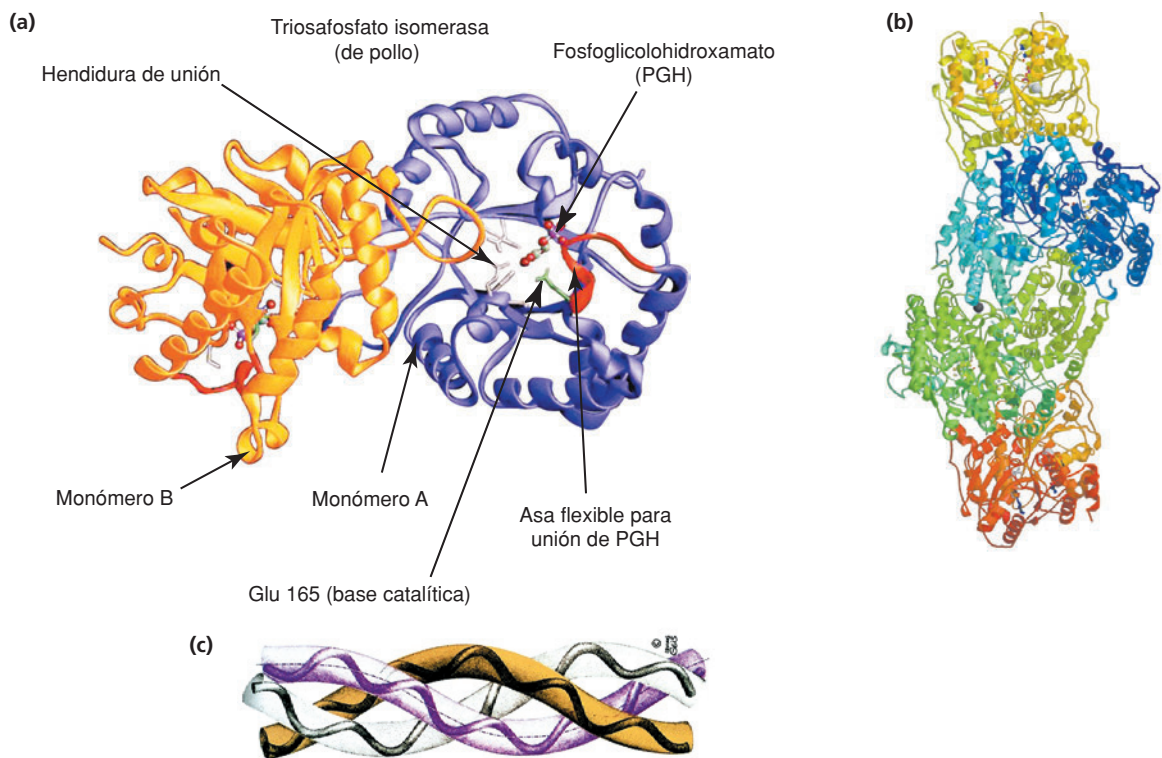 (a)
Triosafosfato isomerasa
(de pollo)
Hendidura de unión
Fosfoglicolohidroxamato
(PGH)
(b)
Monómero B
Monómero A
Asa flexible para
unión de PGH
Glu 165 (base catalítica)
(c)